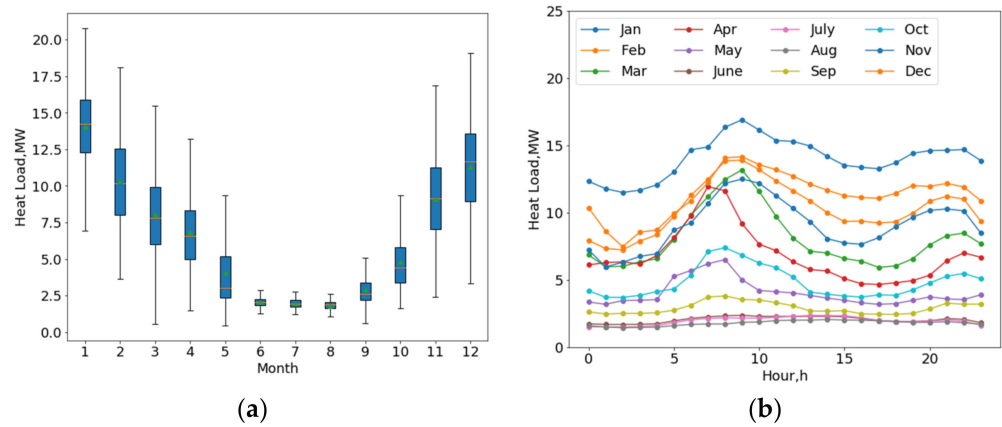 20.0
17.5
15.0
12.5
10.0
7.5
5.0
2.5
0.0
Heat Load,MW
1 2 3 4 5 6 7 8 9 10 11 12
Month
(a)
25
20
15
10
5
0
Heat Load,MW
Jan Apr July Oct
Feb May Aug Nov
Mar June Sep Dec
0 5 10 15 20
Hour,h
(b)